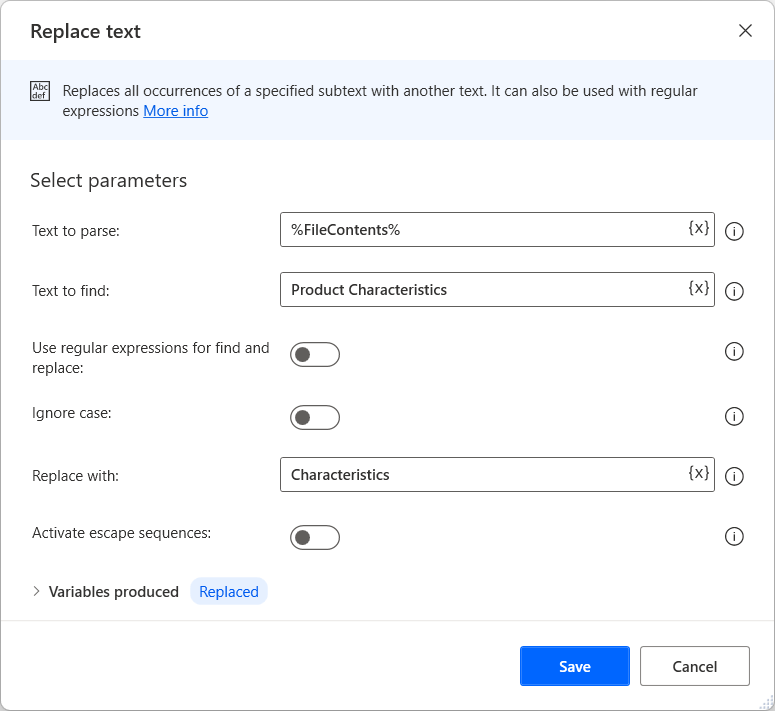 Replace text
Abc
def
Replaces all occurrences of a specified subtext with another text. It can also be used with regular
expressions More info
Select parameters
Text to parse: %FileContents% {x}
Text to find: Product Characteristics {x}
Use regular expressions for find and
replace:
Ignore case:
Replace with: Characteristics {x}
Activate escape sequences:
Variables produced Replaced
Save Cancel